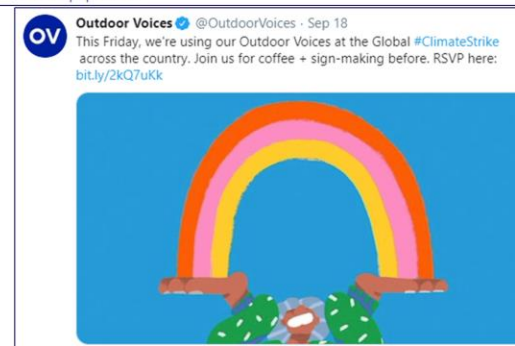 OV
Outdoor Voices @OutdoorVoices · Sep 18
This Friday, we're using our Outdoor Voices at the Global #ClimateStrike
across the country. Join us for coffee + sign-making before. RSVP here:
bit.ly/2kQ7uKk